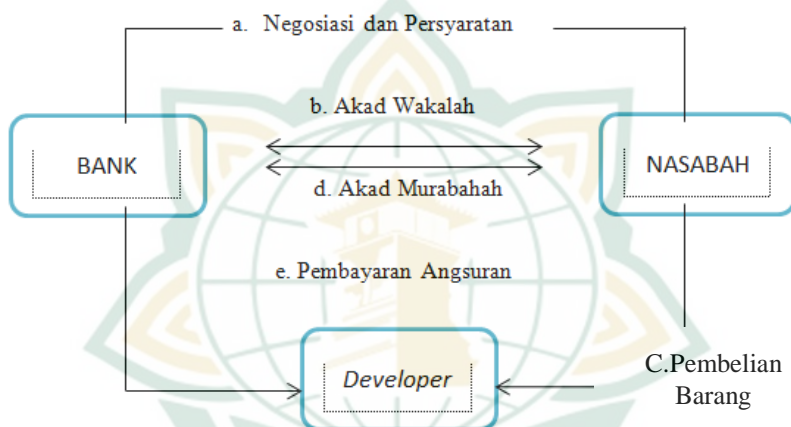 a. Negosiasi dan Persyaratan
b. Akad Wakalah
BANK
NASABAH
d. Akad Murabahah
e. Pembayaran Angsuran
Developer
C.Pembelian
Barang